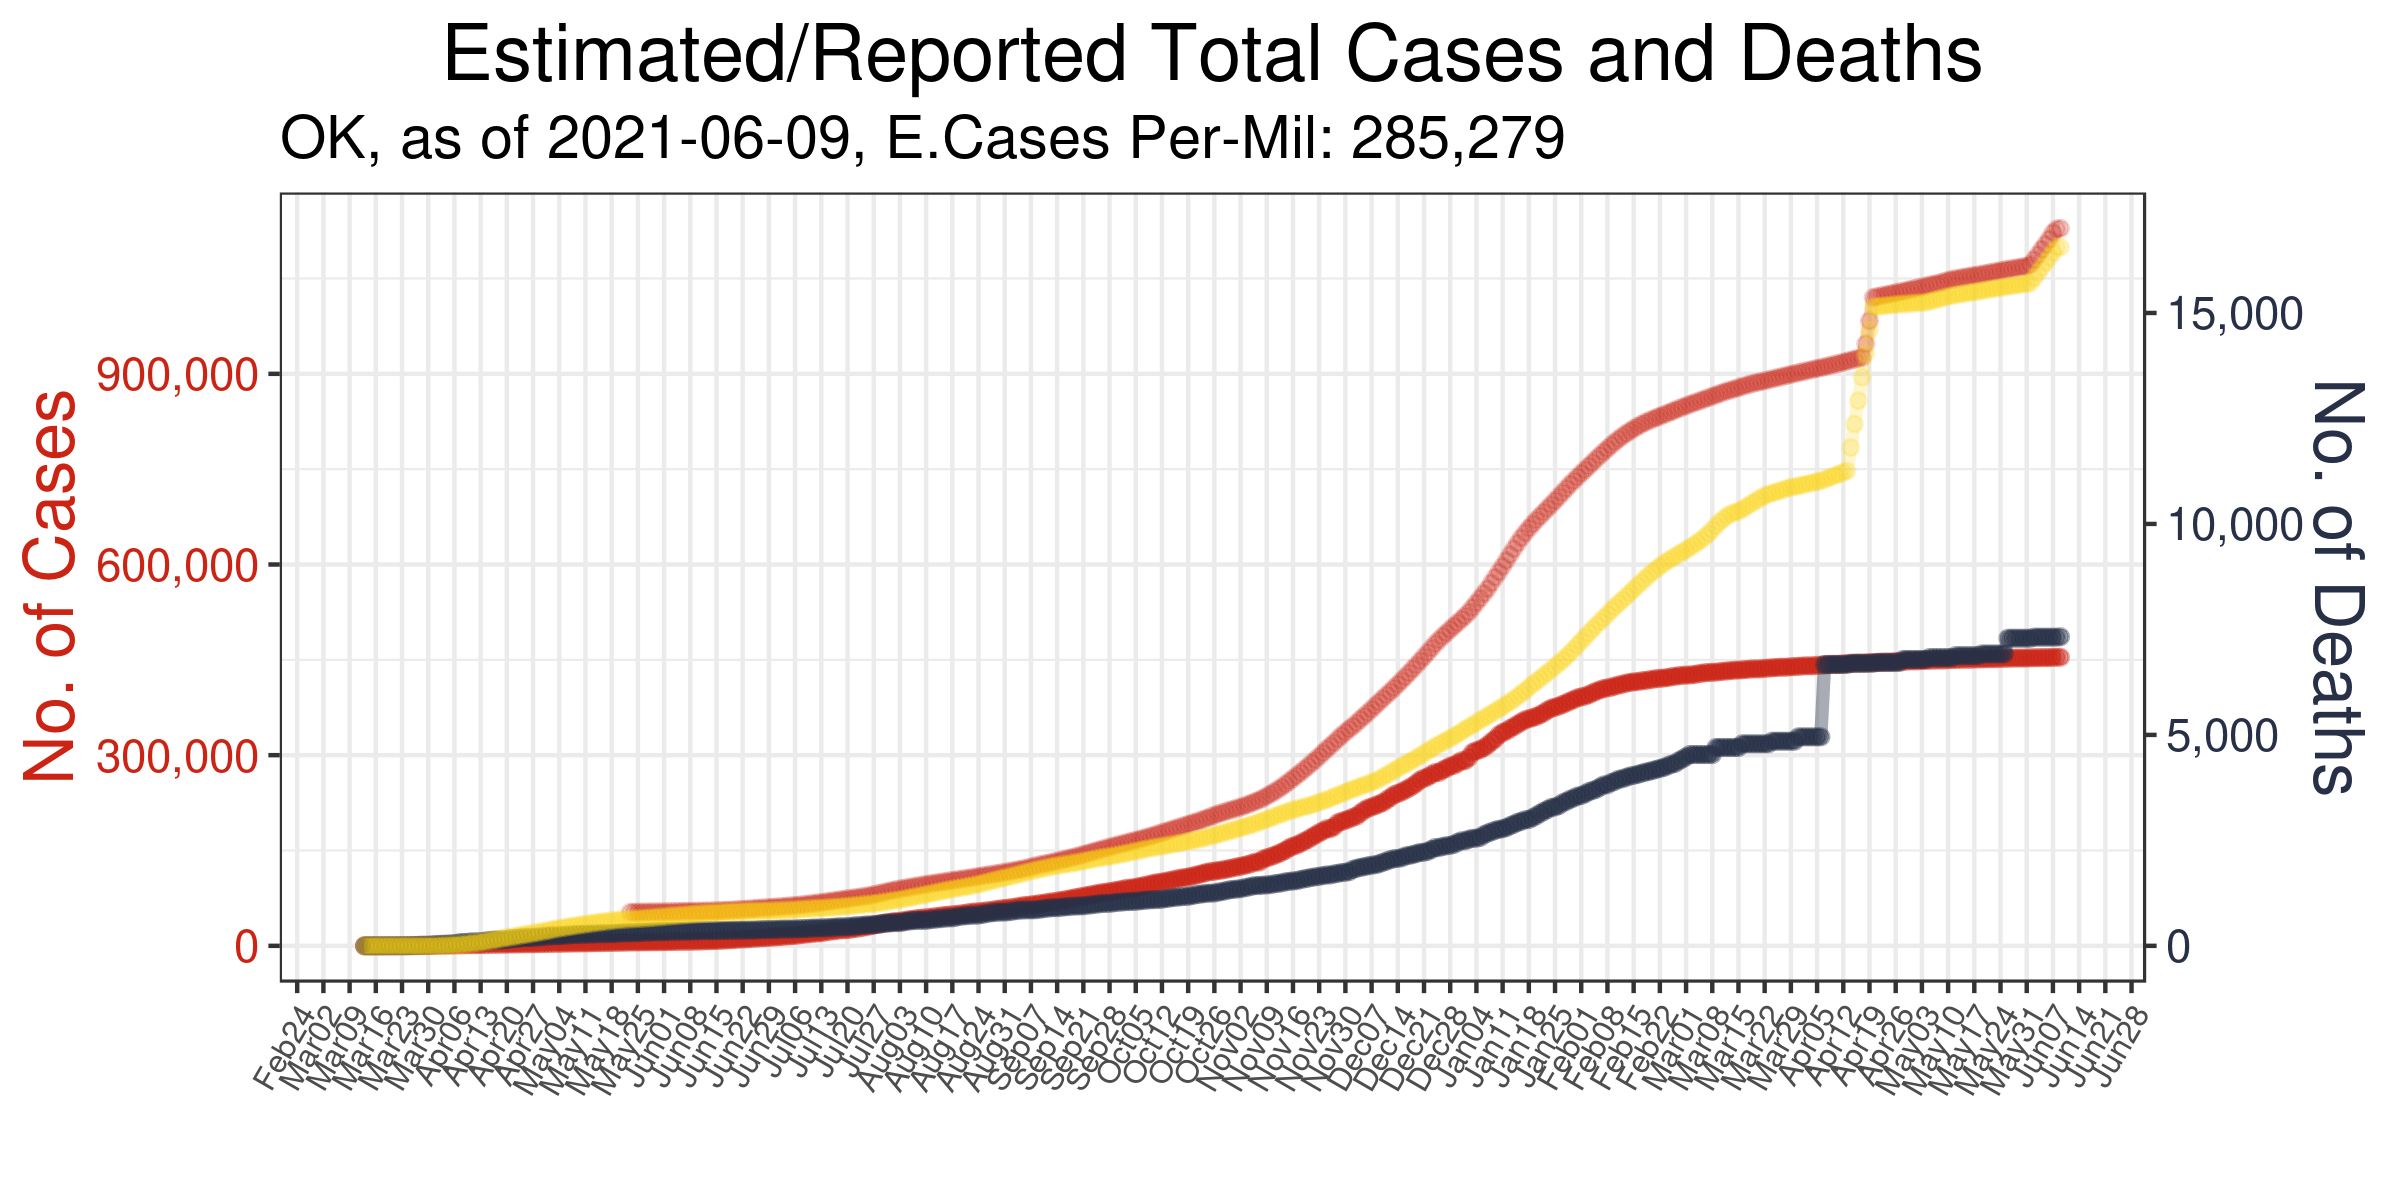 Estimated/Reported Total Cases and Deaths
OK, as of 2021-06-09, E.Cases Per-Mil: 285,279
No. of Cases
900,000
600,000
300,000
0
15,000
10,000
5,000
0
No. of Deaths
Feb24
Mar02
Mar09
Mar16
Mar23
Mar30
Apr06
Apr13
Apr20
Apr27
May04
May11
May18
May25
Jun01
Jun08
Jun15
Jun22
Jun29
Jul06
Jul13
Jul20
Jul27
Aug03
Aug10
Aug17
Aug24
Aug31
Sep07
Sep14
Sep21
Sep28
Oct05
Oct12
Oct19
Oct26
Nov02
Nov09
Nov16
Nov23
Nov30
Dec07
Dec14
Dec21
Dec28
Jan04
Jan11
Jan18
Jan25
Feb01
Feb08
Feb15
Feb22
Mar01
Mar08
Mar15
Mar22
Mar29
Apr05
Apr12
Apr19
Apr26
May03
May10
May17
May24
May31
Jun07
Jun14
Jun21
Jun28